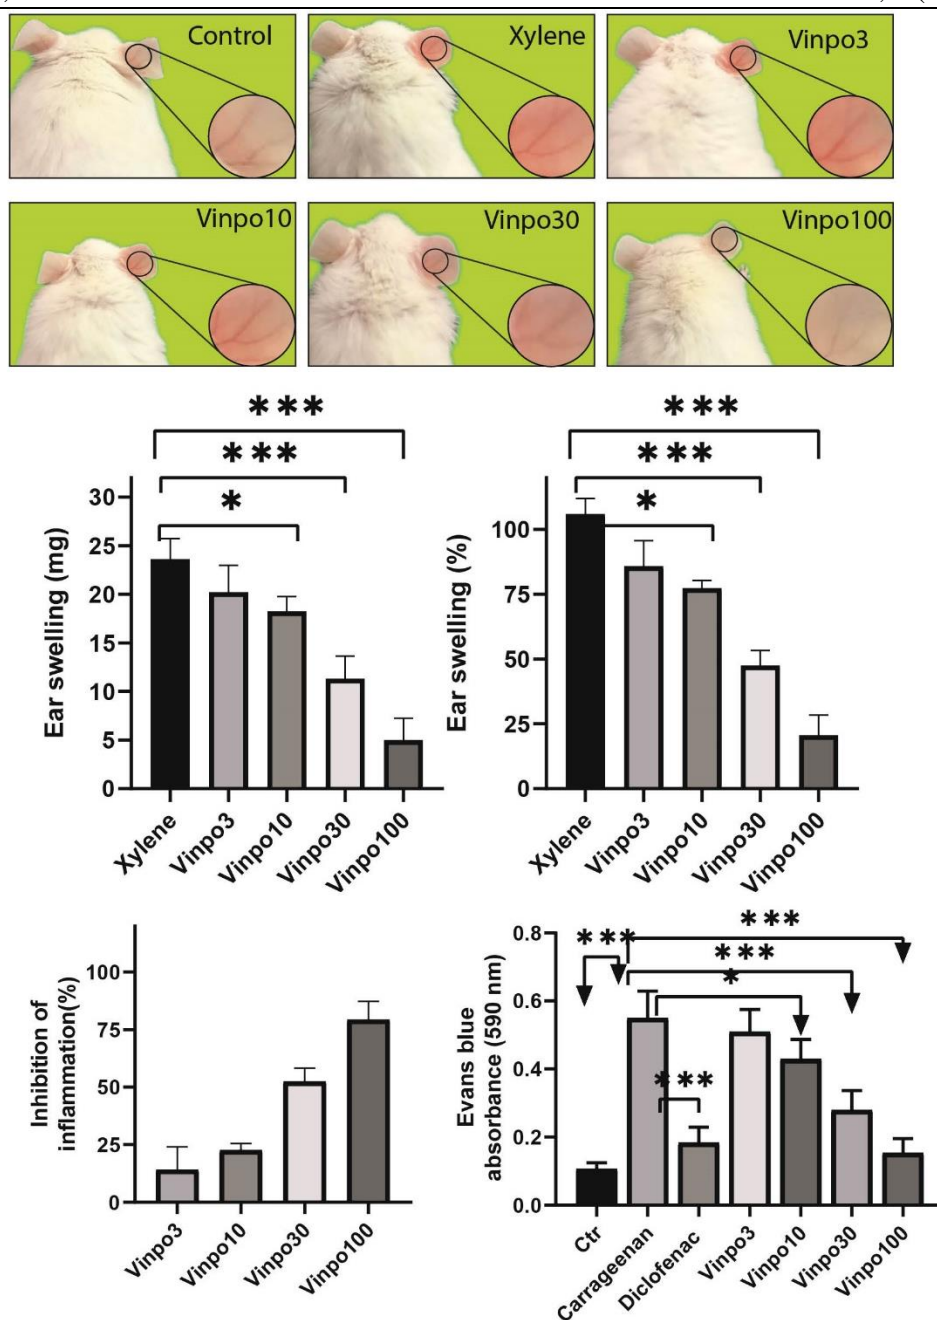 Control
Xylene
Vinpo3
Vinpo10
Vinpo30
Vinpo100
***
***
*
Ear swelling (mg)
30
25
20
15
10
5
0
Xylene
Vinpo3
Vinpo10
Vinpo30
Vinpo100
***
***
*
Ear swelling (%)
100
75
50
25
0
Xylene
Vinpo3
Vinpo10
Vinpo30
Vinpo100
Inhibition of
inflammation(%)
100
75
50
25
0
Vinpo3
Vinpo10
Vinpo30
Vinpo100
***
***
***
*
***
Evans blue
absorbance (590 nm)
0.8
0.6
0.4
0.2
0.0
Ctr
Carrageenan
Diclofenac
Vinpo3
Vinpo10
Vinpo30
Vinpo100